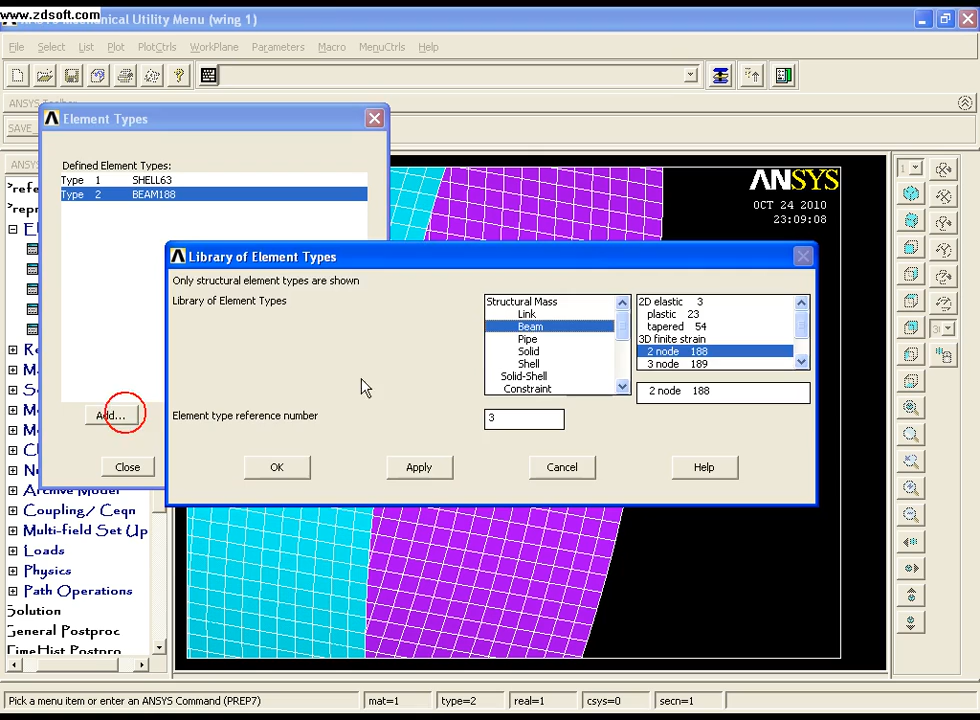 www.zdsoft.com
ANSYS Mechanical Utility Menu (wing 1)
File Select List Plot PlotCtrls WorkPlane Parameters Macro MenuCtrls Help
ANSYS Toolbar
SAVE_
Element Types
Defined Element Types:
Type 1 SHELL63
Type 2 BEAM188
Add...
Close
Library of Element Types
Only structural element types are shown
Library of Element Types
Structural Mass
Link
Beam
Pipe
Solid
Shell
Solid-Shell
Constraint
2D elastic 3
plastic 23
tapered 54
3D finite strain
2 node 188
3 node 189
2 node 188
Element type reference number
3
OK
Apply
Cancel
Help
ANSYS
OCT 24 2010
23:09:08
1
Archive Model
Coupling/ Ceqn
Multi-field Set Up
Loads
Physics
Path Operations
Solution
General Postproc
TimeHist Postpro
Pick a menu item or enter an ANSYS Command (PREP7)
mat=1
type=2
real=1
csys=0
secn=1